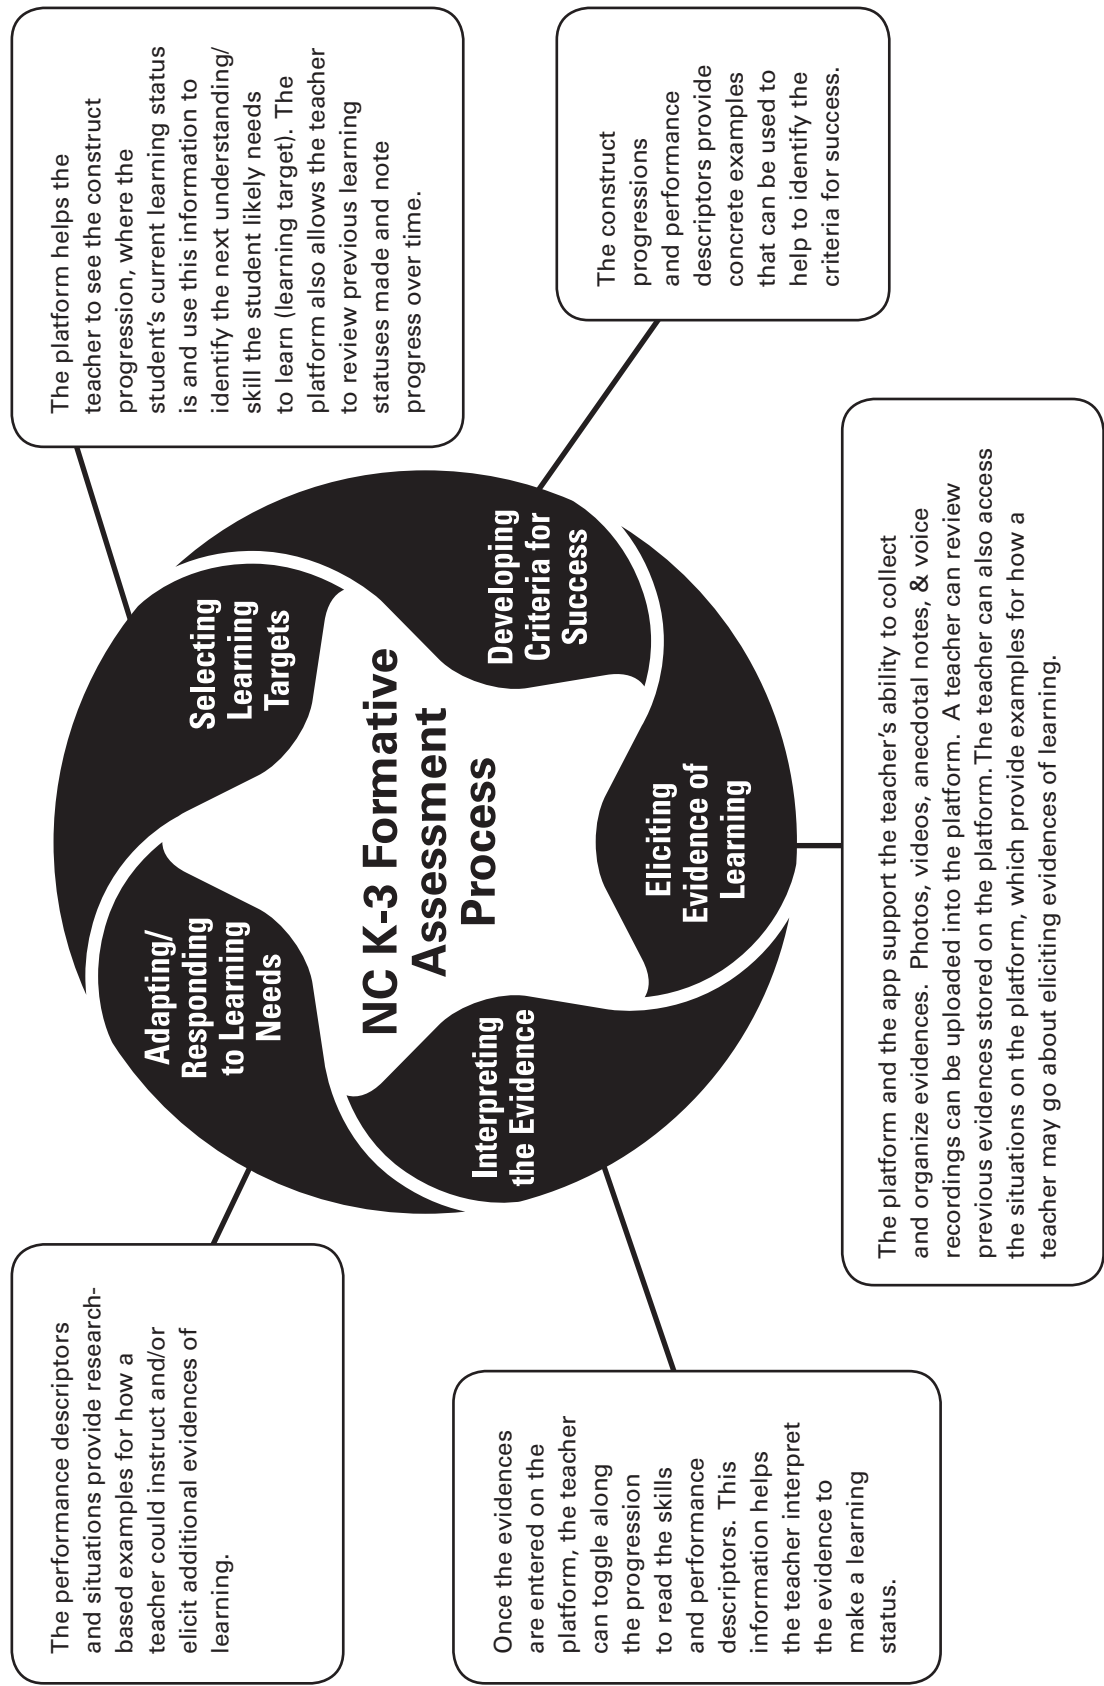 NC K-3 Formative
Assessment
Process
Selecting
Learning
Targets
The platform helps the
teacher to see the construct
progression, where the
student's current learning status
is and use this information to
identify the next understanding/
skill the student likely needs
to learn (learning target).  The
platform also allows the teacher
to review previous learning
statuses made and note
progress over time.
Developing
Criteria for
Success
The construct
progressions
and performance
descriptors provide
concrete examples
that can be used to
help to identify the
criteria for success.
Eliciting
Evidence of
Learning
The platform and the app support the teacher's ability to collect
and organize evidences.  Photos, videos, anecdotal notes, & voice
recordings can be uploaded into the platform.  A teacher can review
previous evidences stored on the platform. The teacher can also access
the situations on the platform, which provide examples for how a
teacher may go about eliciting evidences of learning.
Interpreting
the Evidence
Once the evidences
are entered on the
platform, the teacher
can toggle along
the progression
to read the skills
and performance
descriptors.  This
information helps
the teacher interpret
the evidence to
make a learning
status.
Adapting/
Responding
to Learning
Needs
The performance descriptors
and situations provide research-
based examples for how a
teacher could instruct and/or
elicit additional evidences of
learning.